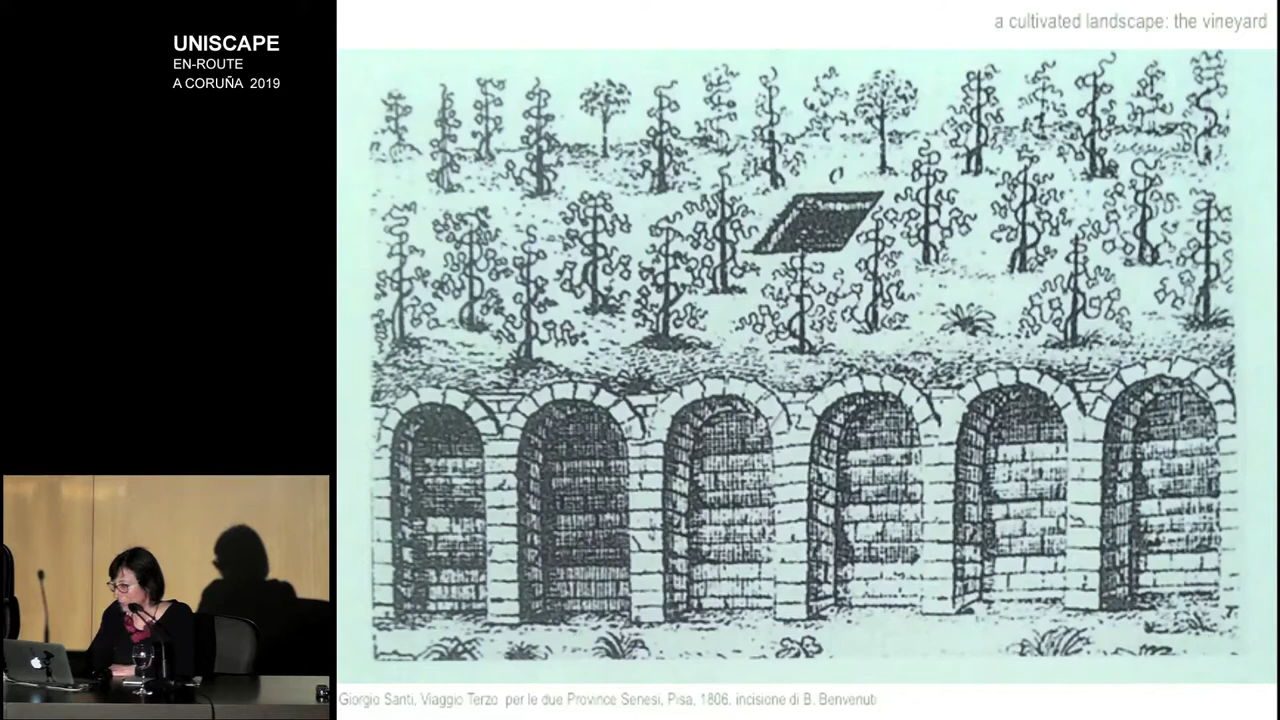 UNISCAPE
EN-ROUTE
A CORUÑA 2019
a cultivated landscape: the vineyard
Giorgio Santi, Viaggio Terzo per le due Province Senesi, Pisa, 1806, incisione di B. Benvenuti